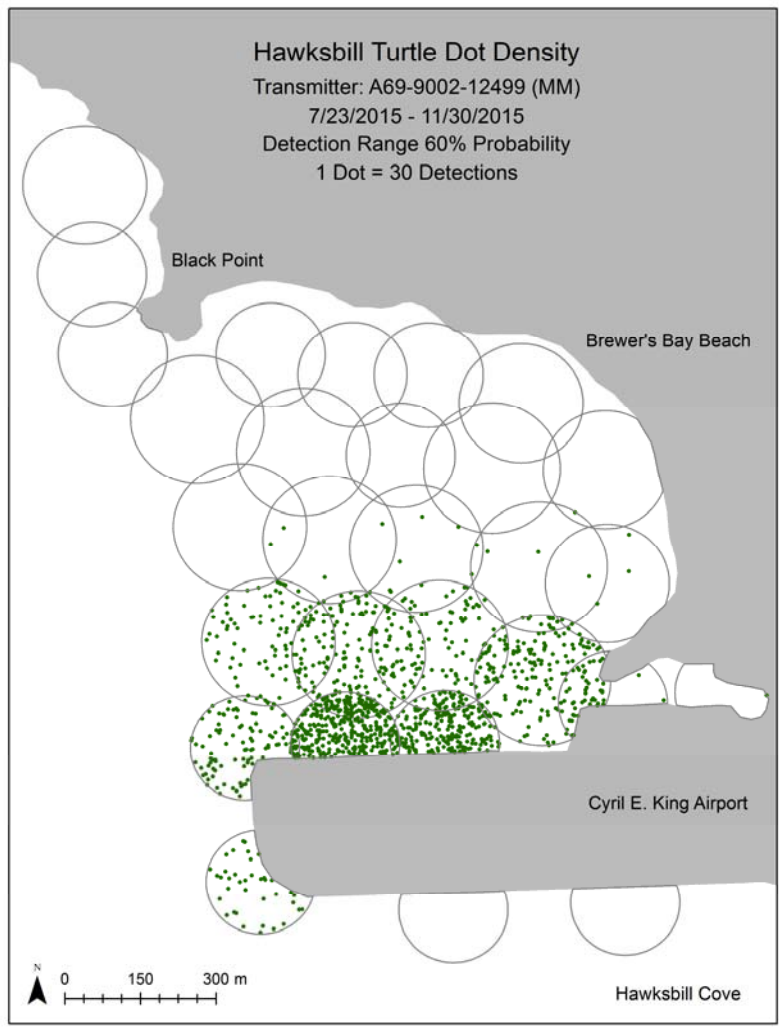 Hawksbill Turtle Dot Density
Transmitter: A69-9002-12499 (MM)
7/23/2015 - 11/30/2015
Detection Range 60% Probability
1 Dot = 30 Detections
Black Point
Brewer's Bay Beach
Cyril E. King Airport
N
0 150 300 m
Hawksbill Cove